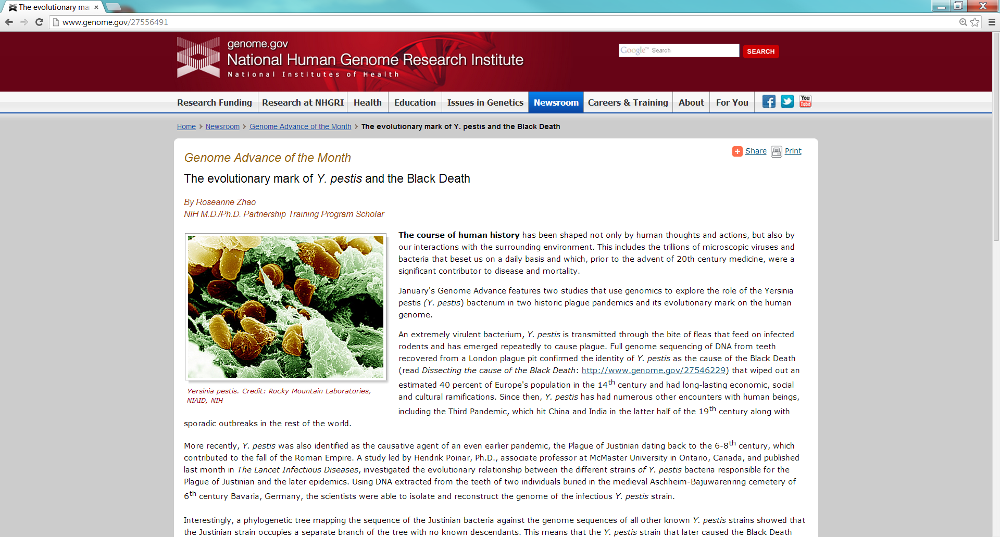 The evolutionary ma
www.genome.gov/27556491
genome.gov
National Human Genome Research Institute
National Institutes of Health
Google™ Search
SEARCH
Research Funding
Research at NHGRI
Health
Education
Issues in Genetics
Newsroom
Careers & Training
About
For You
You
Tube
Home
Newsroom
Genome Advance of the Month
The evolutionary mark of Y. pestis and the Black Death
Share
Print
Genome Advance of the Month
The evolutionary mark of Y. pestis and the Black Death
By Roseanne Zhao
NIH M.D./Ph.D. Partnership Training Program Scholar
Yersinia pestis. Credit: Rocky Mountain Laboratories,
NIAID, NIH
The course of human history has been shaped not only by human thoughts and actions, but also by
our interactions with the surrounding environment. This includes the trillions of microscopic viruses and
bacteria that beset us on a daily basis and which, prior to the advent of 20th century medicine, were a
significant contributor to disease and mortality.
January's Genome Advance features two studies that use genomics to explore the role of the Yersinia
pestis (Y. pestis) bacterium in two historic plague pandemics and its evolutionary mark on the human
genome.
An extremely virulent bacterium, Y. pestis is transmitted through the bite of fleas that feed on infected
rodents and has emerged repeatedly to cause plague. Full genome sequencing of DNA from teeth
recovered from a London plague pit confirmed the identity of Y. pestis as the cause of the Black Death
(read Dissecting the cause of the Black Death: http://www.genome.gov/27546229) that wiped out an
estimated 40 percent of Europe's population in the 14th century and had long-lasting economic, social
and cultural ramifications. Since then, Y. pestis has had numerous other encounters with human beings,
including the Third Pandemic, which hit China and India in the latter half of the 19th century along with
sporadic outbreaks in the rest of the world.
More recently, Y. pestis was also identified as the causative agent of an even earlier pandemic, the Plague of Justinian dating back to the 6-8th century, which
contributed to the fall of the Roman Empire. A study led by Hendrik Poinar, Ph.D., associate professor at McMaster University in Ontario, Canada, and published
last month in The Lancet Infectious Diseases, investigated the evolutionary relationship between the different strains of Y. pestis bacteria responsible for the
Plague of Justinian and the later epidemics. Using DNA extracted from the teeth of two individuals buried in the medieval Aschheim-Bajuwarenring cemetery of
6th century Bavaria, Germany, the scientists were able to isolate and reconstruct the genome of the infectious Y. pestis strain.
Interestingly, a phylogenetic tree mapping the sequence of the Justinian bacteria against the genome sequences of all other known Y. pestis strains showed that
the Justinian strain occupies a separate branch of the tree with no known descendants. This means that the Y. pestis strain that later caused the Black Death